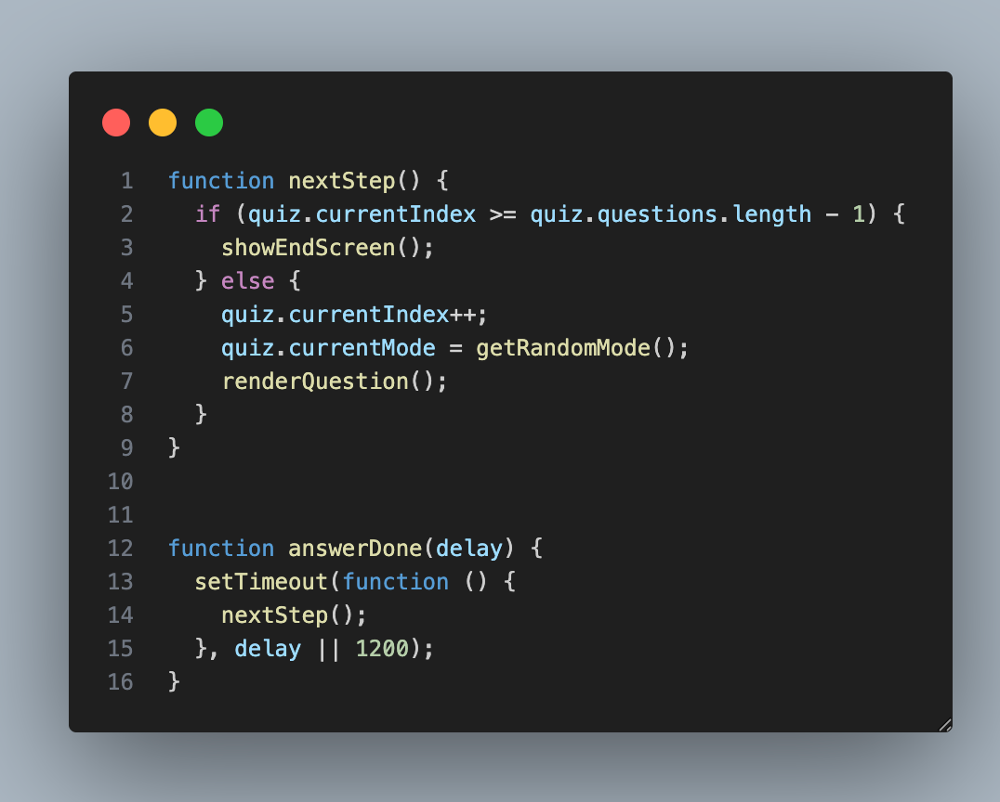 1 function nextStep() {
2   if (quiz.currentIndex >= quiz.questions.length - 1) {
3     showEndScreen();
4   } else {
5     quiz.currentIndex++;
6     quiz.currentMode = getRandomMode();
7     renderQuestion();
8   }
9 }
10
11
12 function answerDone(delay) {
13   setTimeout(function () {
14     nextStep();
15   }, delay || 1200);
16 }